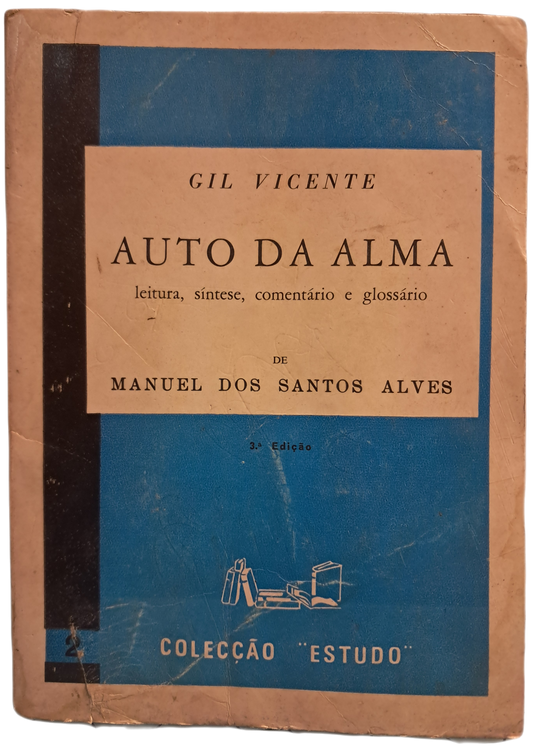 GIL VICENTE
AUTO DA ALMA
leitura, síntese, comentário e glossário
DE
MANUEL DOS SANTOS ALVES
3.ª Edição
2
COLECÇÃO "ESTUDO"